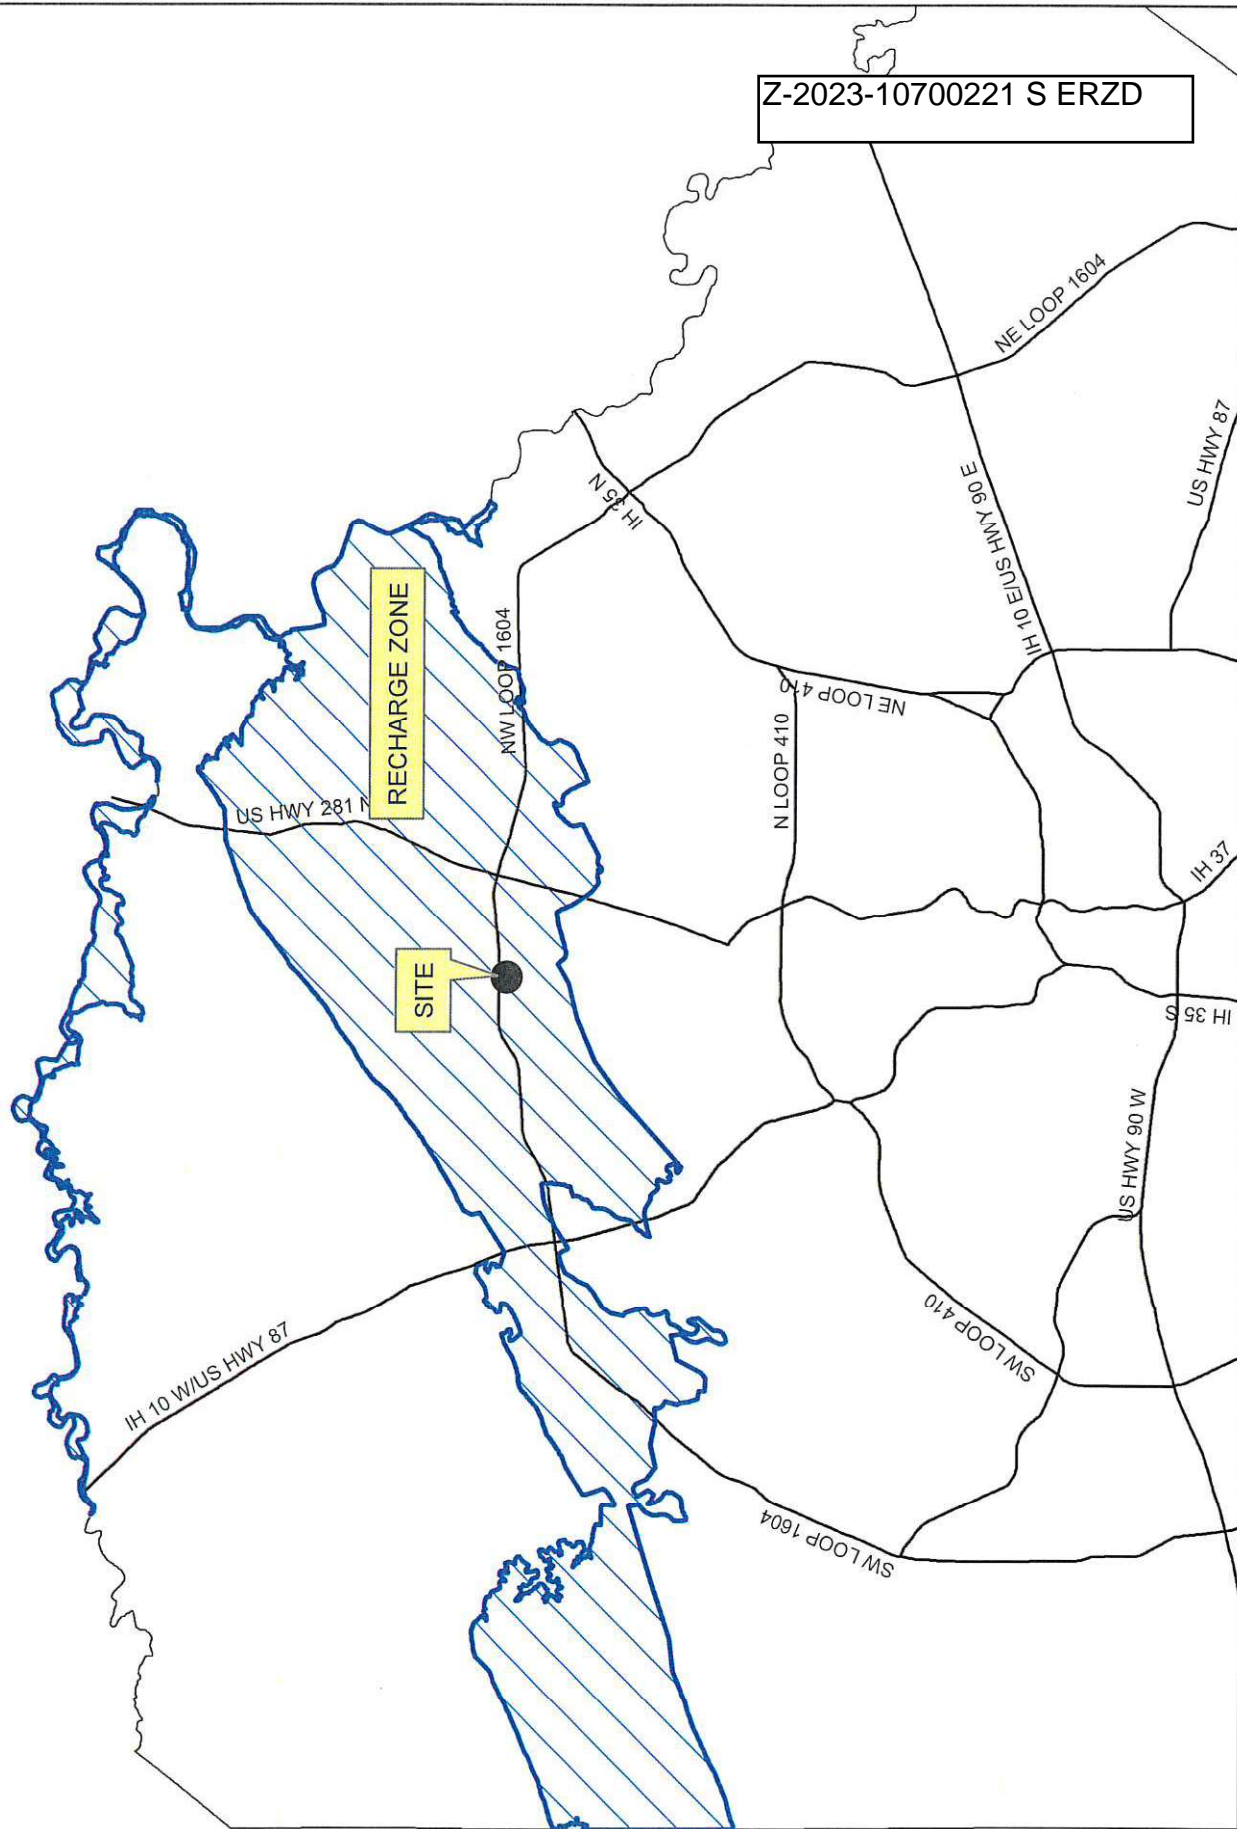 Z-2023-10700221 S ERZD
NE LOOP 1604
US HWY 87
IH 35 N
IH 10 E/US HWY 90 E
RECHARGE ZONE
NW LOOP 1604
NE LOOP 410
N LOOP 410
US HWY 281 N
IH 37
SITE
IH 35 S
US HWY 90 W
SW LOOP 410
IH 10 W/US HWY 87
SW LOOP 1604